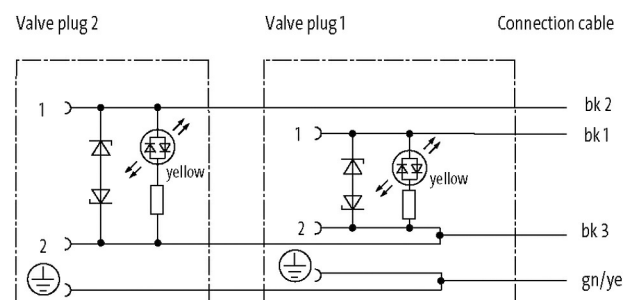 Valve plug 2
Valve plug 1
Connection cable
1
bk 2
1
bk 1
yellow
yellow
2
2
bk 3
gn/ye